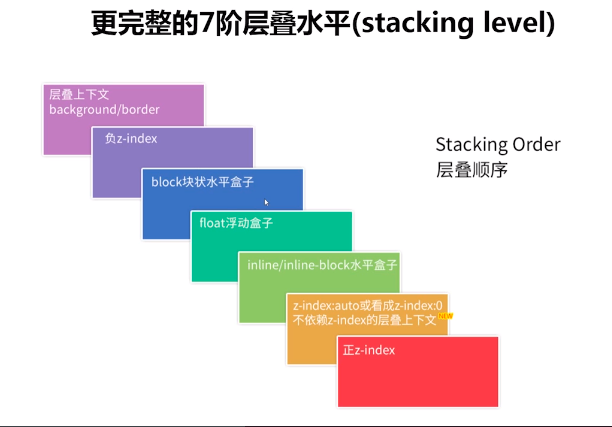 更完整的7阶层叠水平(stacking level)
层叠上下文
background/border
负z-index
block块状水平盒子
float浮动盒子
inline/inline-block水平盒子
z-index:auto或看成z-index:0
不依赖z-index的层叠上下文
NEW
正z-index
Stacking Order
层叠顺序